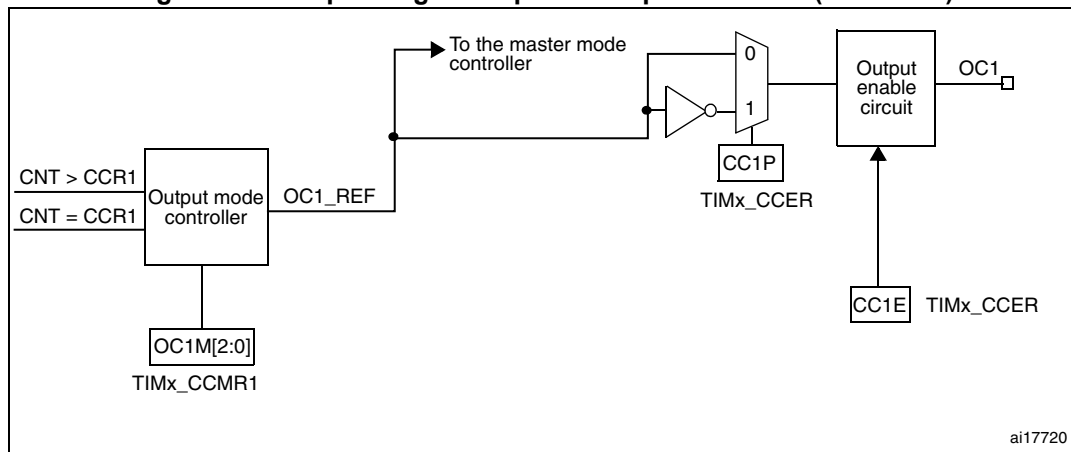 To the master mode
controller
0
1
CC1P
TIMx_CCER
Output
enable
circuit
OC1
CNT > CCR1
CNT = CCR1
Output mode
controller
OC1_REF
CC1E
TIMx_CCER
OC1M[2:0]
TIMx_CCMR1
ai17720